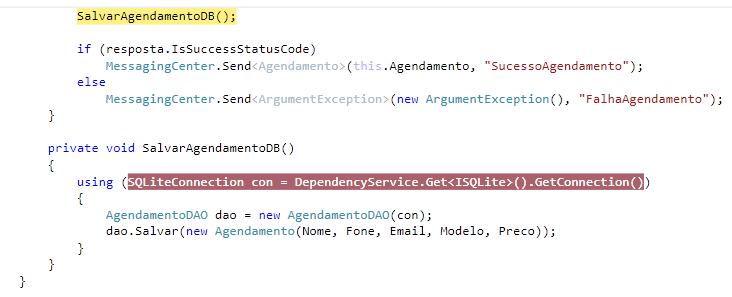 SalvarAgendamentoDB();
if (resposta.IsSuccessStatusCode)
MessagingCenter.Send<Agendamento>(this.Agendamento, "SucessoAgendamento");
else
MessagingCenter.Send<ArgumentException>(new ArgumentException(), "FalhaAgendamento");
}
private void SalvarAgendamentoDB()
{
using (SQLiteConnection con = DependencyService.Get<ISQLite>().GetConnection())
{
AgendamentoDAO dao = new AgendamentoDAO(con);
dao.Salvar(new Agendamento(Nome, Fone, Email, Modelo, Preco));
}
}
}